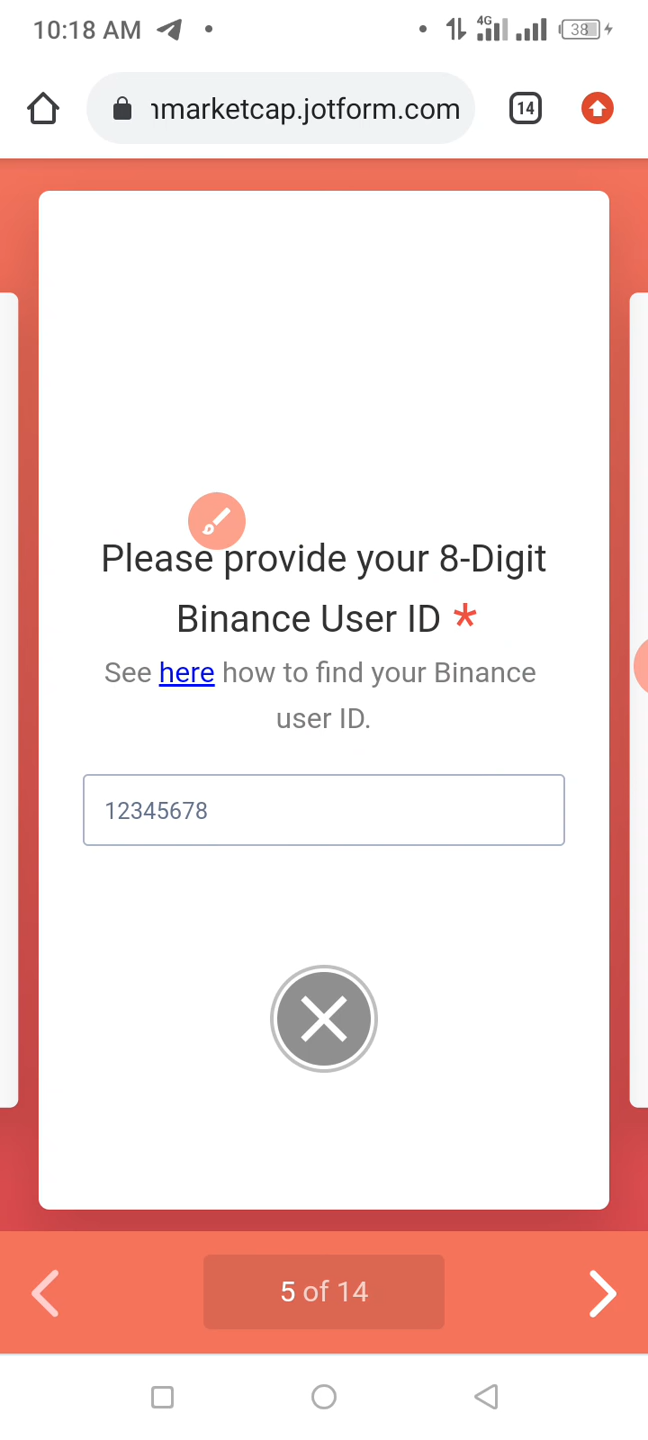 10:18 AM
4G
38
marketcap.jotform.com
14
Please provide your 8-Digit
Binance User ID *
See here how to find your Binance
user ID.
12345678
5 of 14